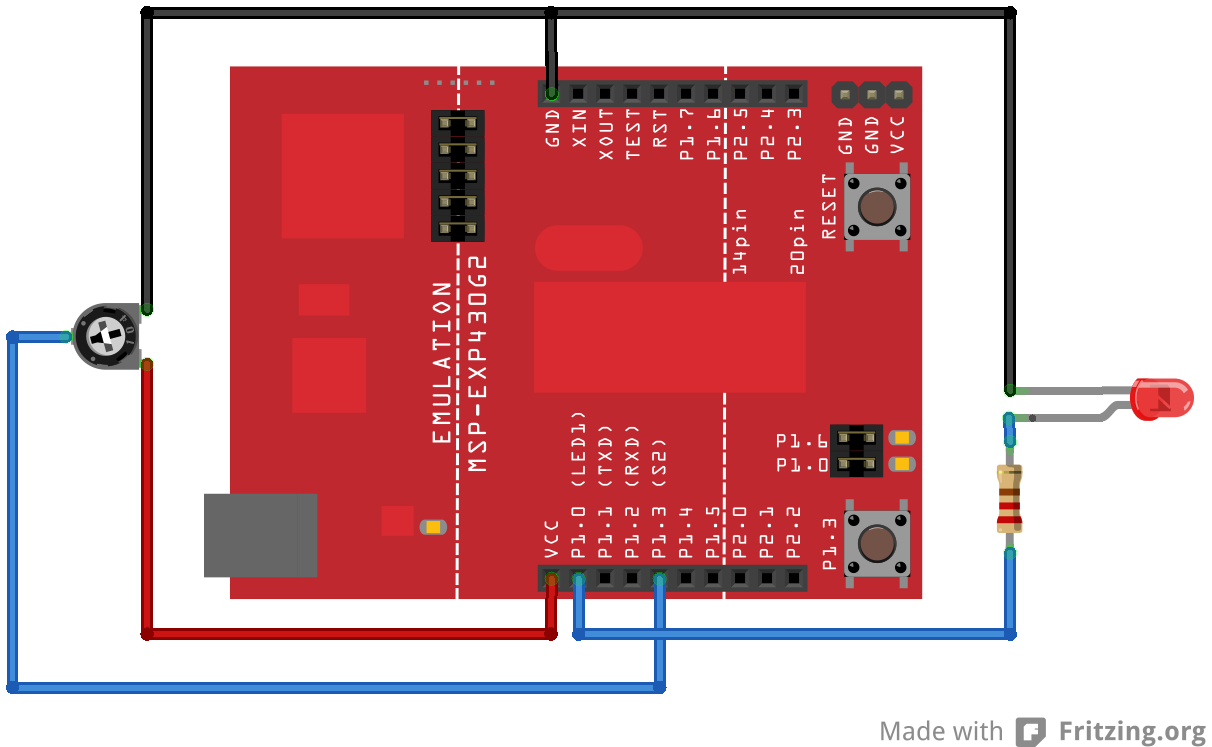 GND
XIN
XOUT
TEST
RST
P1.7
P1.6
P2.5
P2.4
P2.3
GND
GND
VCC
RESET
14pin
20pin
EMULATION
MSP-EXP430G2
104
P1.6
P1.0
VCC
P1.0 (LED1)
P1.1 (TXD)
P1.2 (RXD)
P1.3 (S2)
P1.4
P1.5
P2.0
P2.1
P2.2
P1.3
Made with Fritzing.org